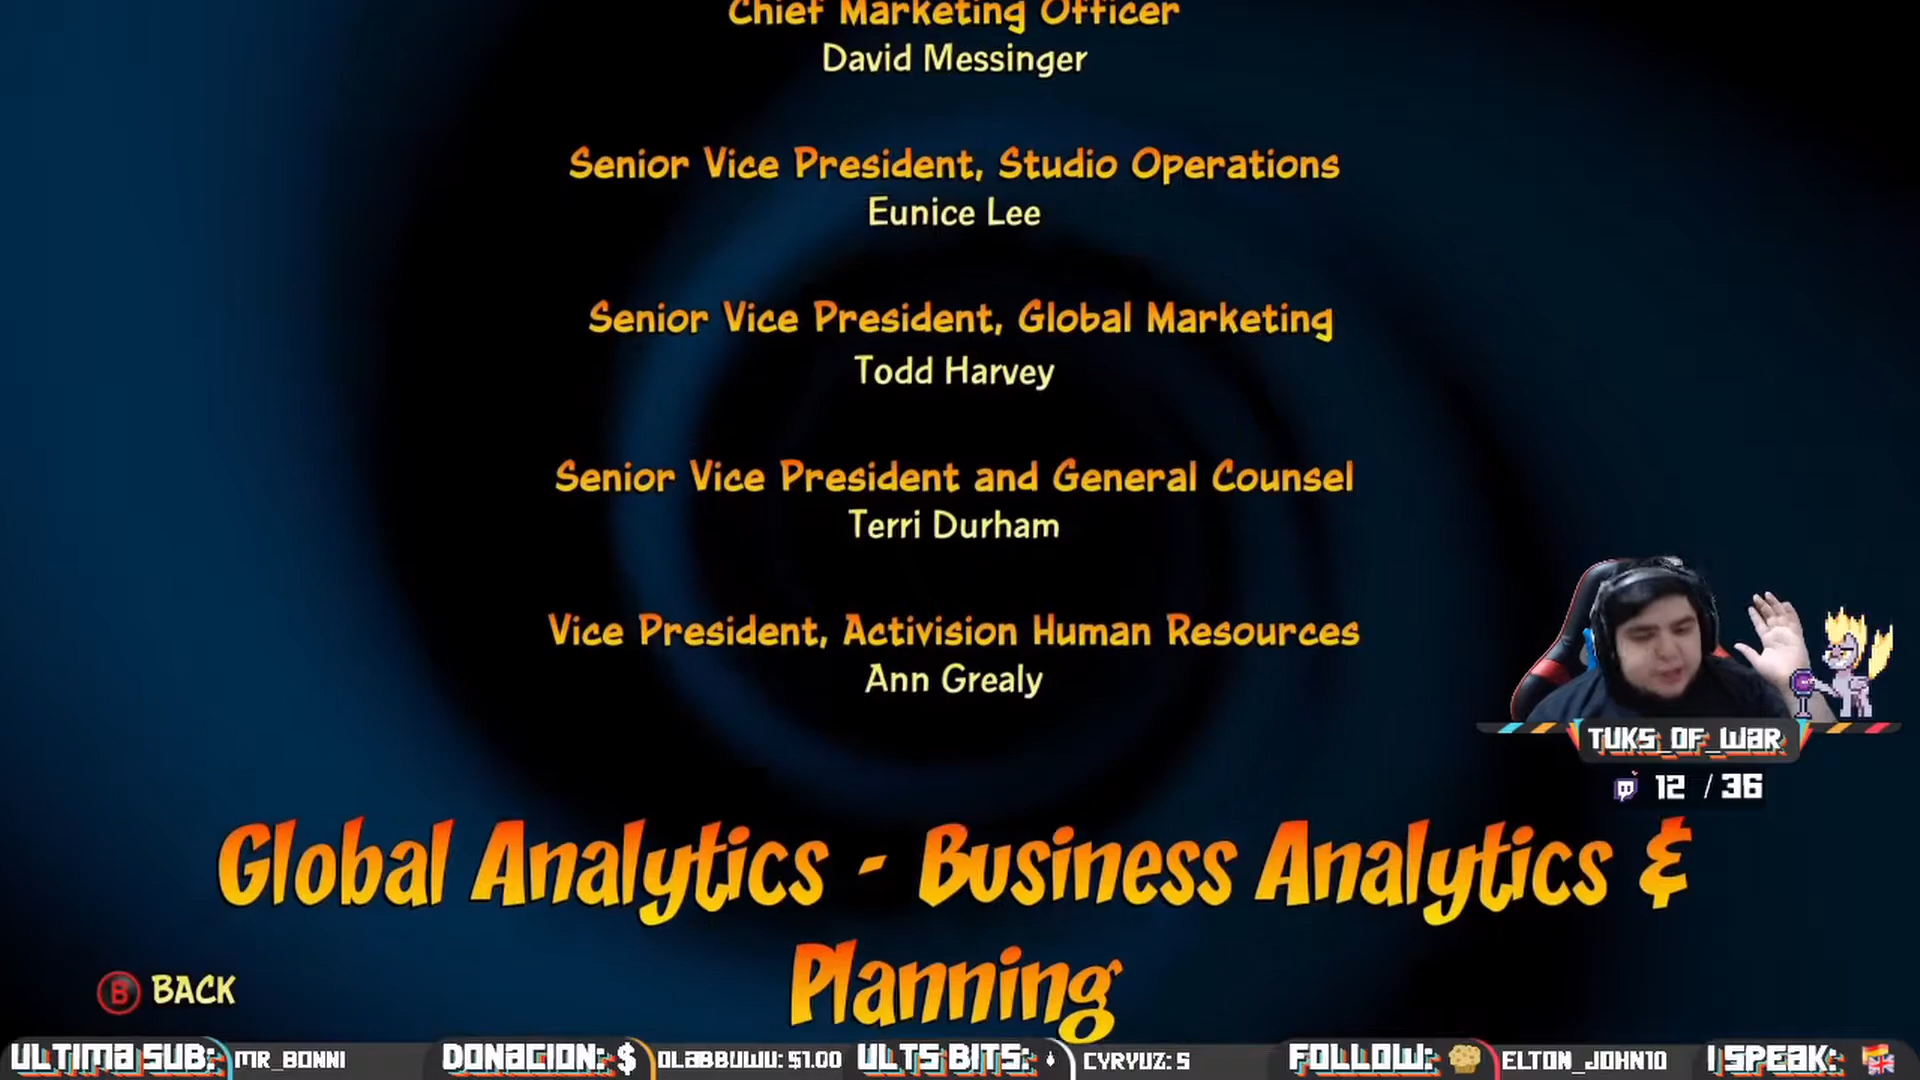 Chief Marketing Officer
David Messinger
Senior Vice President, Studio Operations
Eunice Lee
Senior Vice President, Global Marketing
Todd Harvey
Senior Vice President and General Counsel
Terri Durham
Vice President, Activision Human Resources
Ann Grealy
TUKS_OF_WAR
12 / 36
Global Analytics - Business Analytics &
Planning
B BACK
ULTIMA SUB: MR_BONNI DONACION: $ OLABBUWU: $1.00 ULTS BITS: CYRYUZ: 5 FOLLOW: ELTON_JOHN10 I SPEAK: